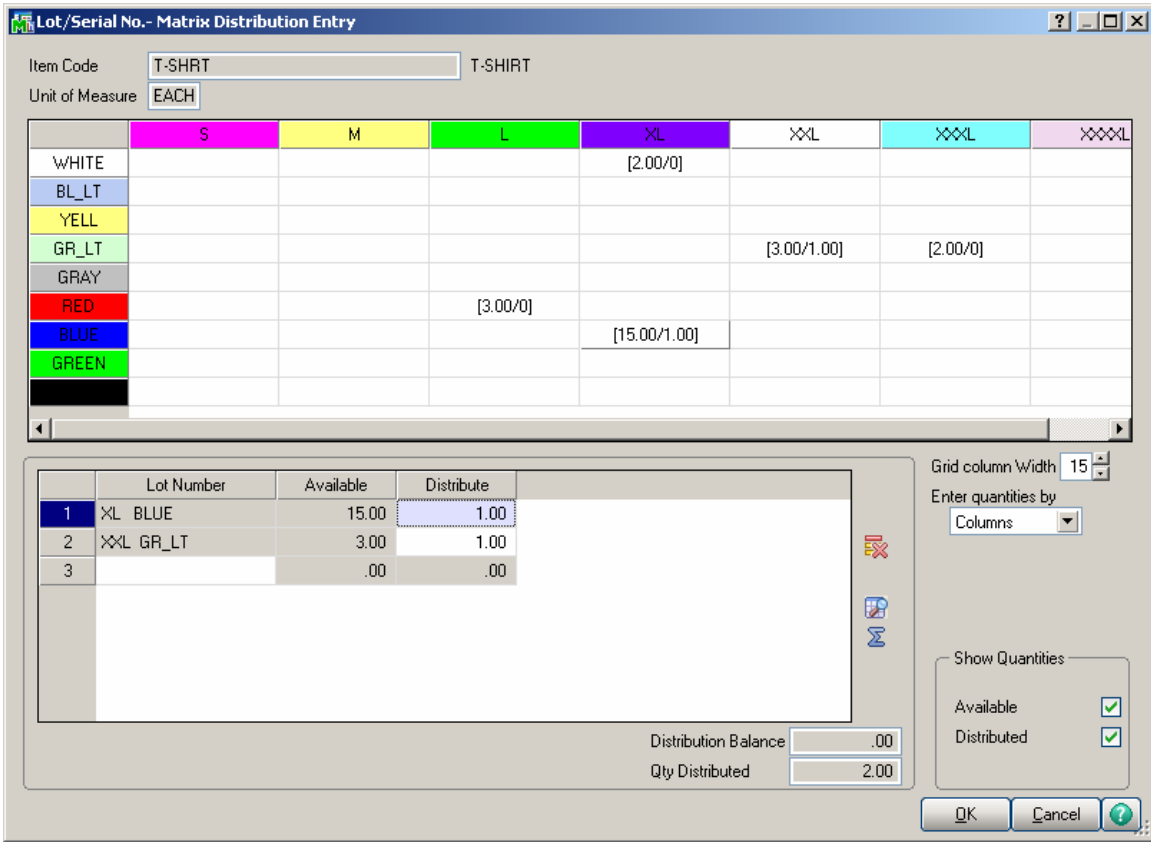 Lot/Serial No.- Matrix Distribution Entry
Item Code T-SHRT T-SHIRT
Unit of Measure EACH
S M L XL XXL XXXL XXXXL
WHITE [2.00/0]
BL_LT
YELL
GR_LT [3.00/1.00] [2.00/0]
GRAY
RED [3.00/0]
BLUE [15.00/1.00]
GREEN
Grid column Width 15
Enter quantities by
Columns
Lot Number Available Distribute
1 XL BLUE 15.00 1.00
2 XXL GR_LT 3.00 1.00
3 .00 .00
Show Quantities
Available
Distributed
Distribution Balance .00
Qty Distributed 2.00
OK Cancel ?